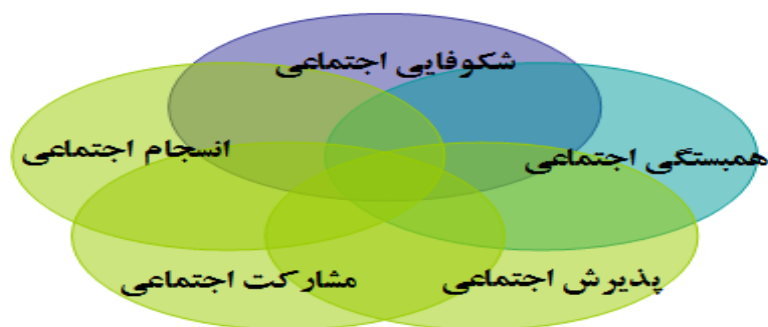 شکوفایی اجتماعی
همبستگی اجتماعی
انسجام اجتماعی
پذیرش اجتماعی
مشارکت اجتماعی